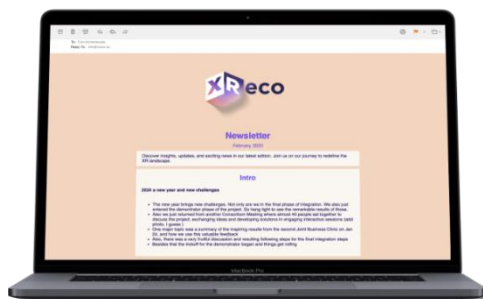 XReco
Newsletter
Discover insights, updates, and exciting news in our latest edition. Join us on our journey to redefine the
XR landscape.
Intro
2024 a new year and new challenges
The new year brings new challenges. Not only are we in the final phase of integration. We also just
entered the demonstrator phase of the project. So hang tight to see the remarkable results of those.
Also we just returned from another Consortium Meeting where almost 40 people sat together to
discuss the project, exchanging ideas and developing solutions in engaging interactive sessions (add
photo, I guess.)
One major topic was a summary of the inspiring results from the second Joint Business Clinic on Jan
24, and how we use this valuable feedback
Also, there was a very fruitful discussion and resulting following steps for the final integration steps
Besides that the kickoff for the demonstrator began and things get rolling
MacBook Pro